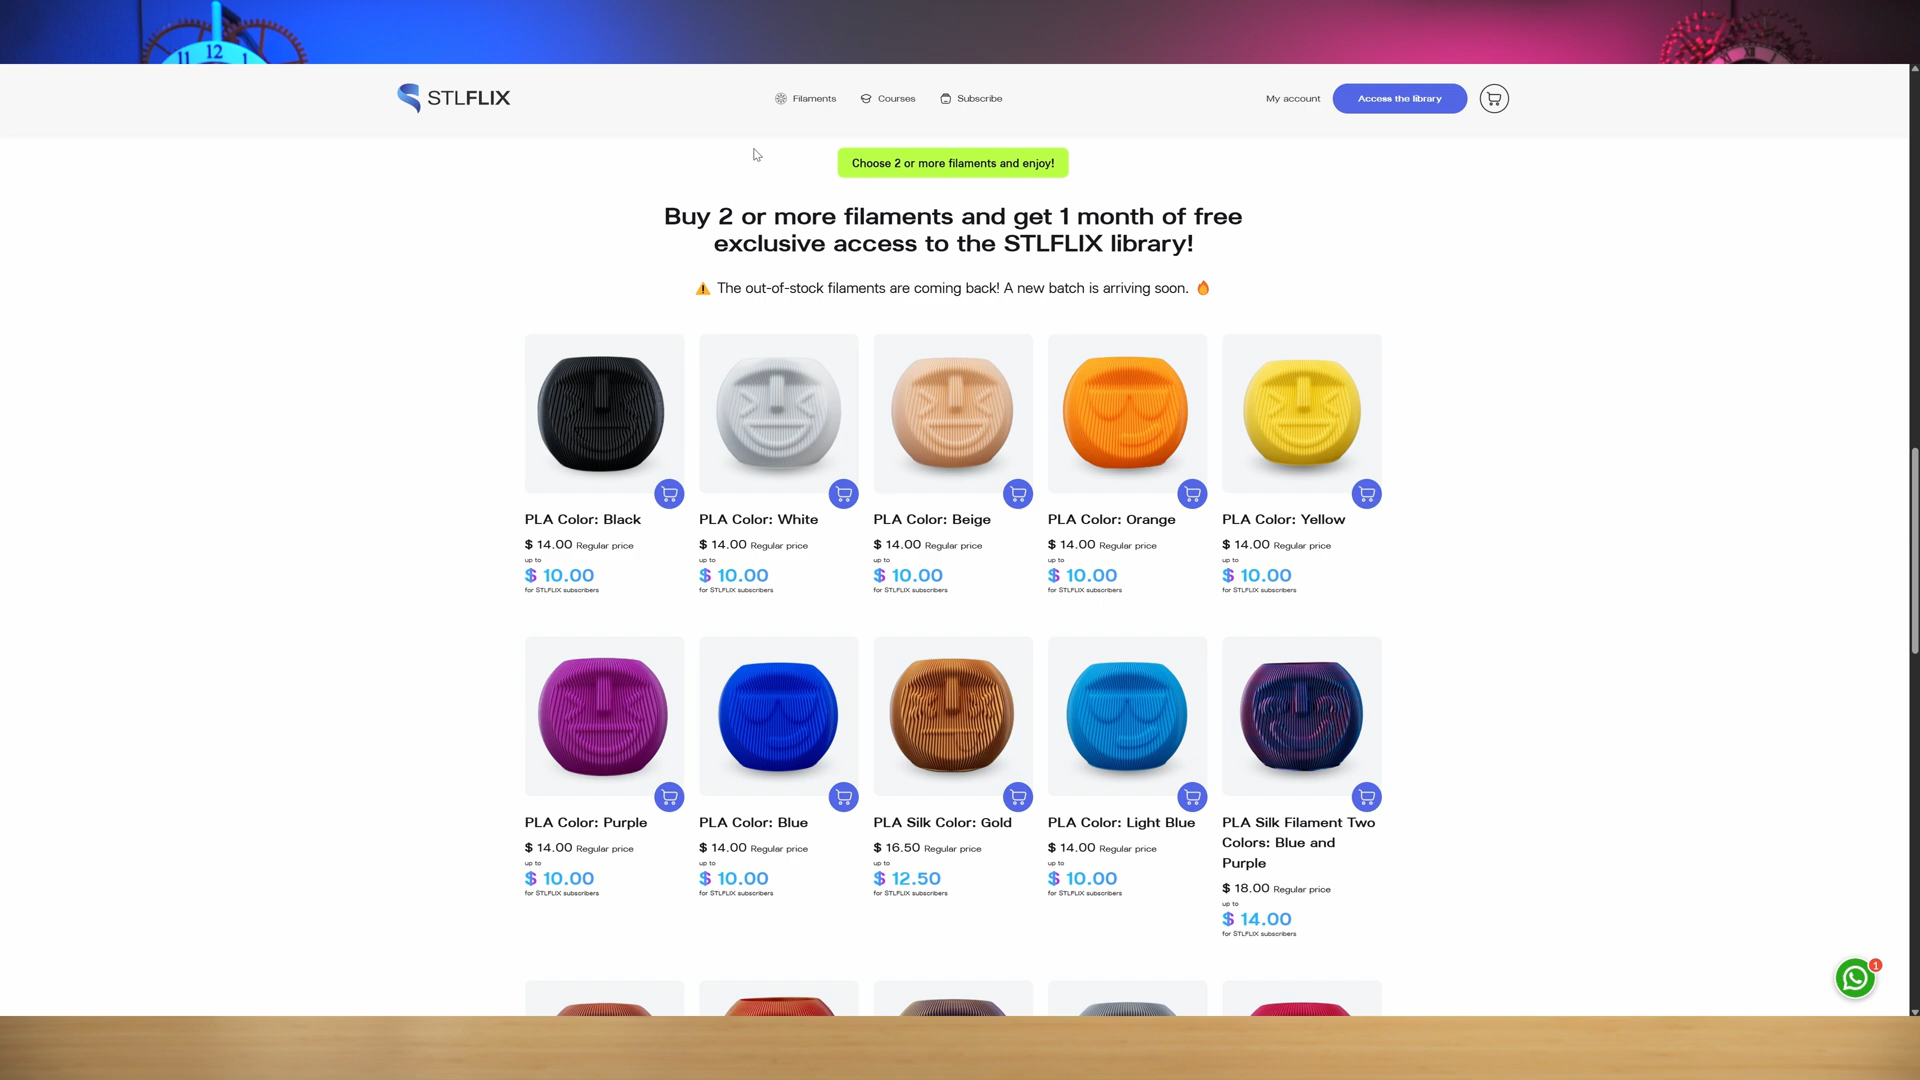 12
11
1
XI
STLFLIX
Filaments
Courses
Subscribe
My account
Access the library
Choose 2 or more filaments and enjoy!
Buy 2 or more filaments and get 1 month of free
exclusive access to the STLFLIX library!
The out-of-stock filaments are coming back! A new batch is arriving soon.
PLA Color: Black
$ 14.00 Regular price
up to
$ 10.00
for STLFLIX subscribers
PLA Color: White
$ 14.00 Regular price
up to
$ 10.00
for STLFLIX subscribers
PLA Color: Beige
$ 14.00 Regular price
up to
$ 10.00
for STLFLIX subscribers
PLA Color: Orange
$ 14.00 Regular price
up to
$ 10.00
for STLFLIX subscribers
PLA Color: Yellow
$ 14.00 Regular price
up to
$ 10.00
for STLFLIX subscribers
PLA Color: Purple
$ 14.00 Regular price
up to
$ 10.00
for STLFLIX subscribers
PLA Color: Blue
$ 14.00 Regular price
up to
$ 10.00
for STLFLIX subscribers
PLA Silk Color: Gold
$ 16.50 Regular price
up to
$ 12.50
for STLFLIX subscribers
PLA Color: Light Blue
$ 14.00 Regular price
up to
$ 10.00
for STLFLIX subscribers
PLA Silk Filament Two
Colors: Blue and
Purple
$ 18.00 Regular price
up to
$ 14.00
for STLFLIX subscribers
1